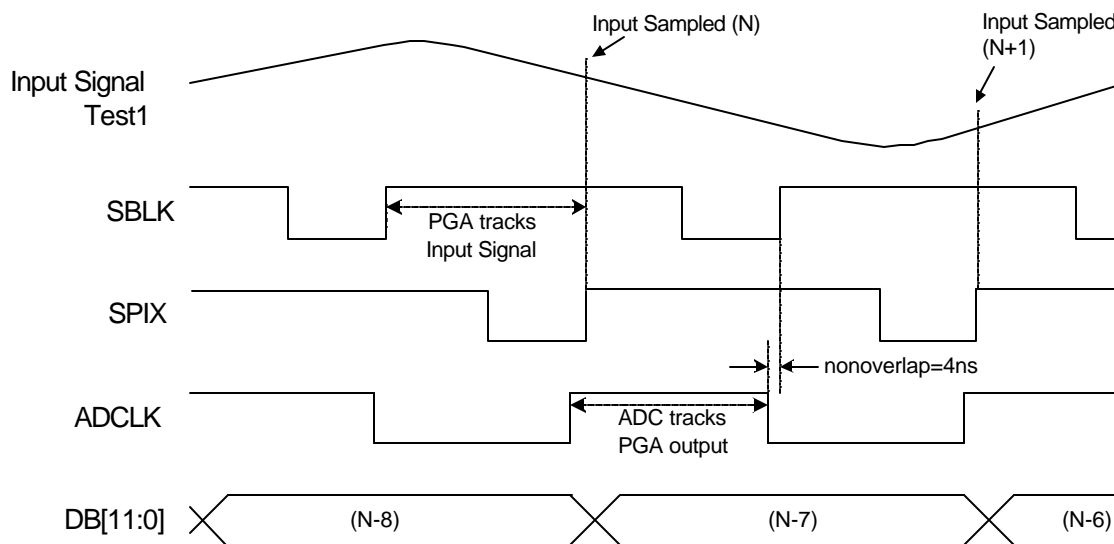 Input Sampled (N)
Input Sampled
(N+1)
Input Signal
Test1
SBLK
PGA tracks
Input Signal
SPIX
nonoverlap=4ns
ADCLK
ADC tracks
PGA output
DB[11:0]
(N-8)
(N-7)
(N-6)